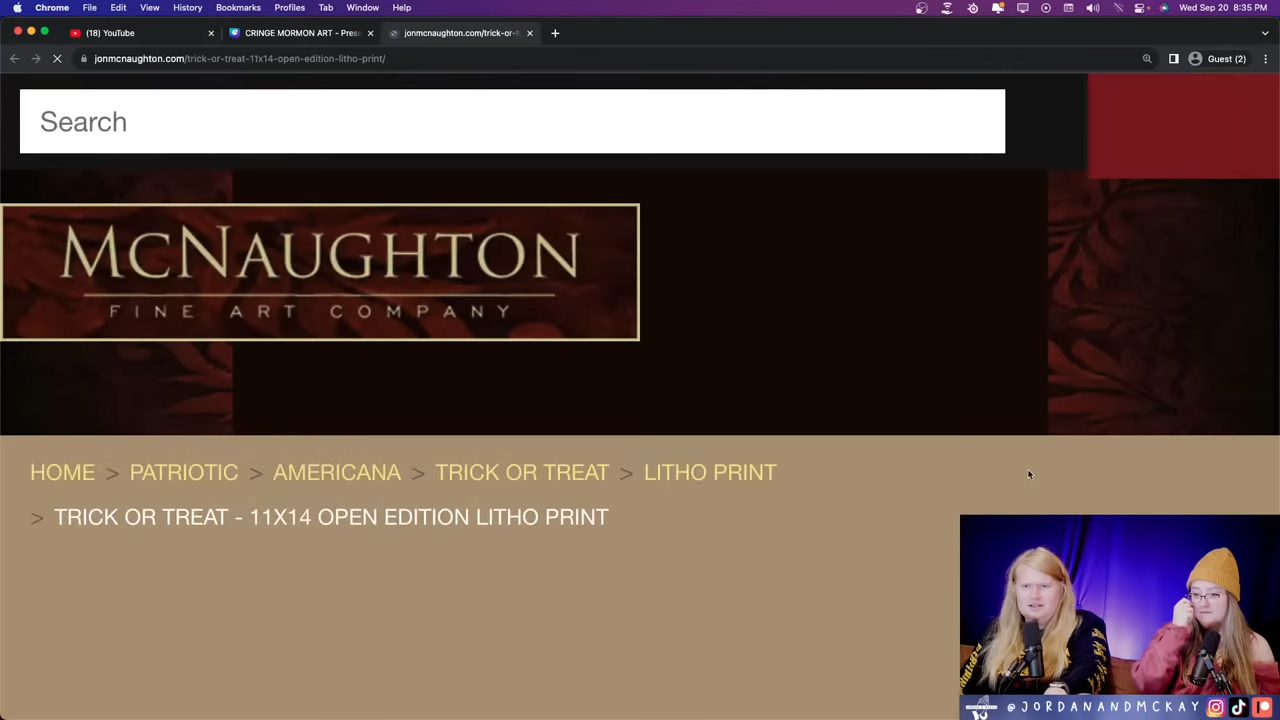 Chrome File Edit View History Bookmarks Profiles Tab Window Help Wed Sep 20 8:35 PM
(18) YouTube CRINGE MORMON ART - Pres jonmcnaughton.com/trick-or-t
jonmcnaughton.com/trick-or-treat-11x14-open-edition-litho-print/ Guest (2)
Search
MCNAUGHTON
FINE ART COMPANY
HOME > PATRIOTIC > AMERICANA > TRICK OR TREAT > LITHO PRINT
> TRICK OR TREAT - 11X14 OPEN EDITION LITHO PRINT
@JORDANANDMCKAY